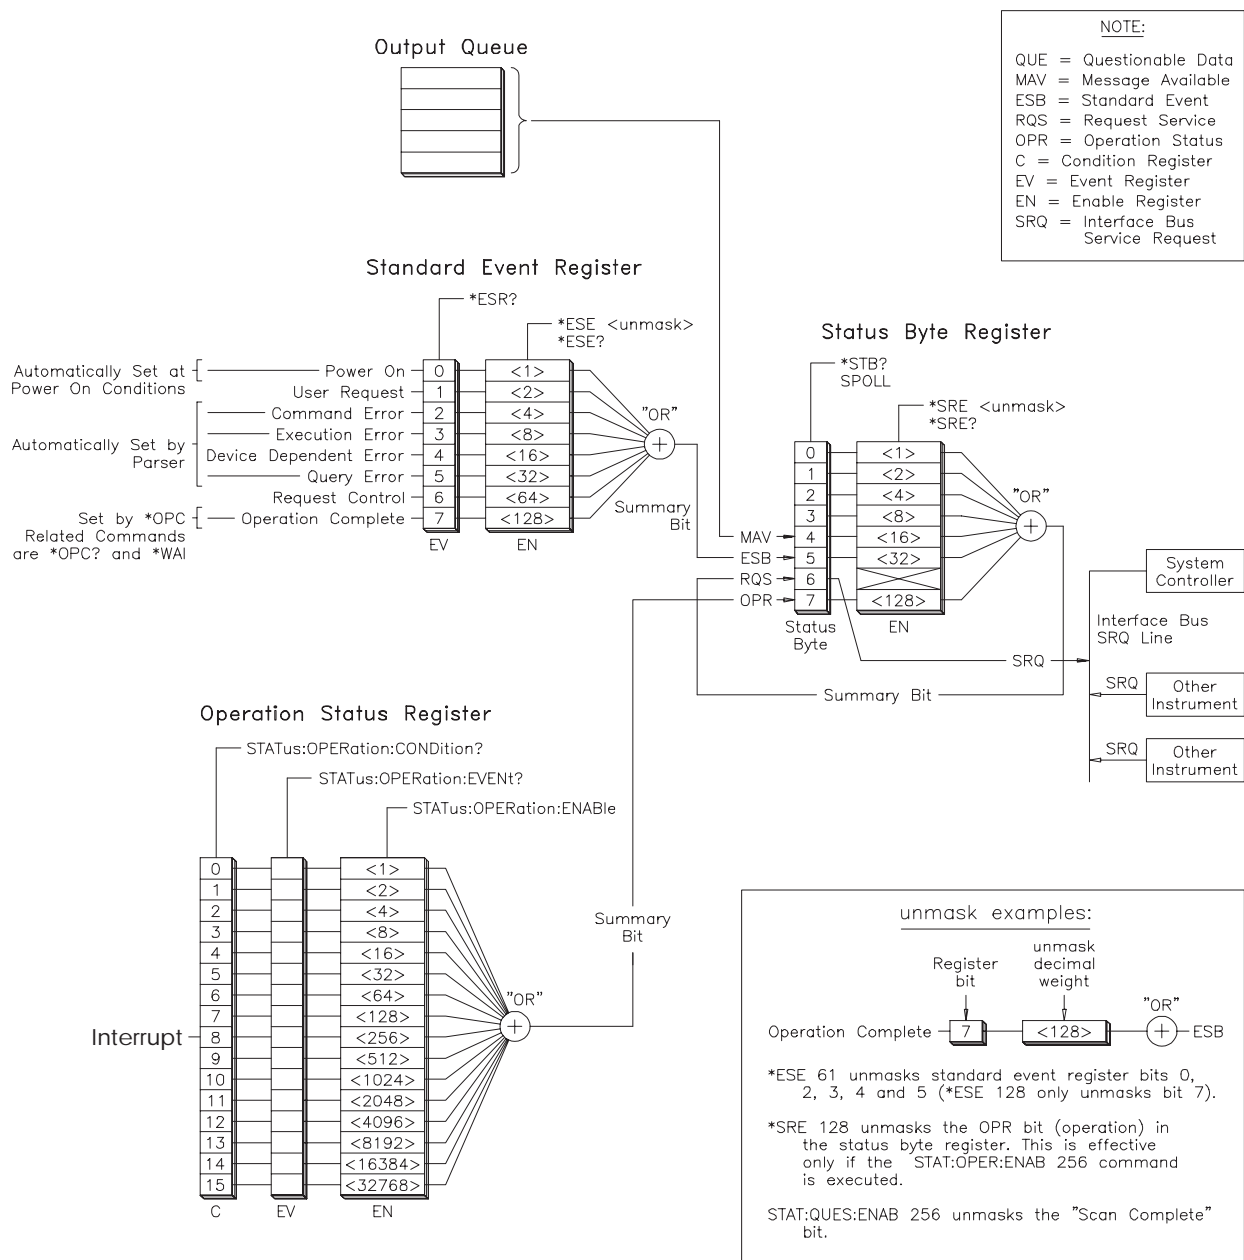 Output Queue
NOTE:
QUE = Questionable Data
MAV = Message Available
ESB = Standard Event
RQS = Request Service
OPR = Operation Status
C = Condition Register
EV = Event Register
EN = Enable Register
SRQ = Interface Bus
Service Request
Standard Event Register
*ESR?
*ESE <unmask>
*ESE?
Automatically Set at
Power On Conditions
Automatically Set by
Parser
Set by *OPC
Related Commands
are *OPC? and *WAI
Power On 0 <1>
User Request 1 <2>
Command Error 2 <4>
Execution Error 3 <8>
Device Dependent Error 4 <16>
Query Error 5 <32>
Request Control 6 <64>
Operation Complete 7 <128>
EV EN
"OR"
+
Summary
Bit
Status Byte Register
*STB?
SPOLL
*SRE <unmask>
*SRE?
0 <1>
1 <2>
2 <4>
3 <8>
MAV 4 <16>
ESB 5 <32>
RQS 6
OPR 7 <128>
Status
Byte
EN
"OR"
+
SRQ
Summary Bit
System
Controller
Interface Bus
SRQ Line
SRQ
Other
Instrument
SRQ
Other
Instrument
Operation Status Register
STATus:OPERation:CONDition?
STATus:OPERation:EVENt?
STATus:OPERation:ENABle
0 <1>
1 <2>
2 <4>
3 <8>
4 <16>
5 <32>
6 <64>
7 <128>
Interrupt 8 <256>
9 <512>
10 <1024>
11 <2048>
12 <4096>
13 <8192>
14 <16384>
15 <32768>
C EV EN
"OR"
+
Summary
Bit
unmask examples:
Register
bit
unmask
decimal
weight
"OR"
Operation Complete 7 <128> + ESB
*ESE 61 unmasks standard event register bits 0,
2, 3, 4 and 5 (*ESE 128 only unmasks bit 7).
*SRE 128 unmasks the OPR bit (operation) in
the status byte register. This is effective
only if the STAT:OPER:ENAB 256 command
is executed.
STAT:QUES:ENAB 256 unmasks the "Scan Complete"
bit.